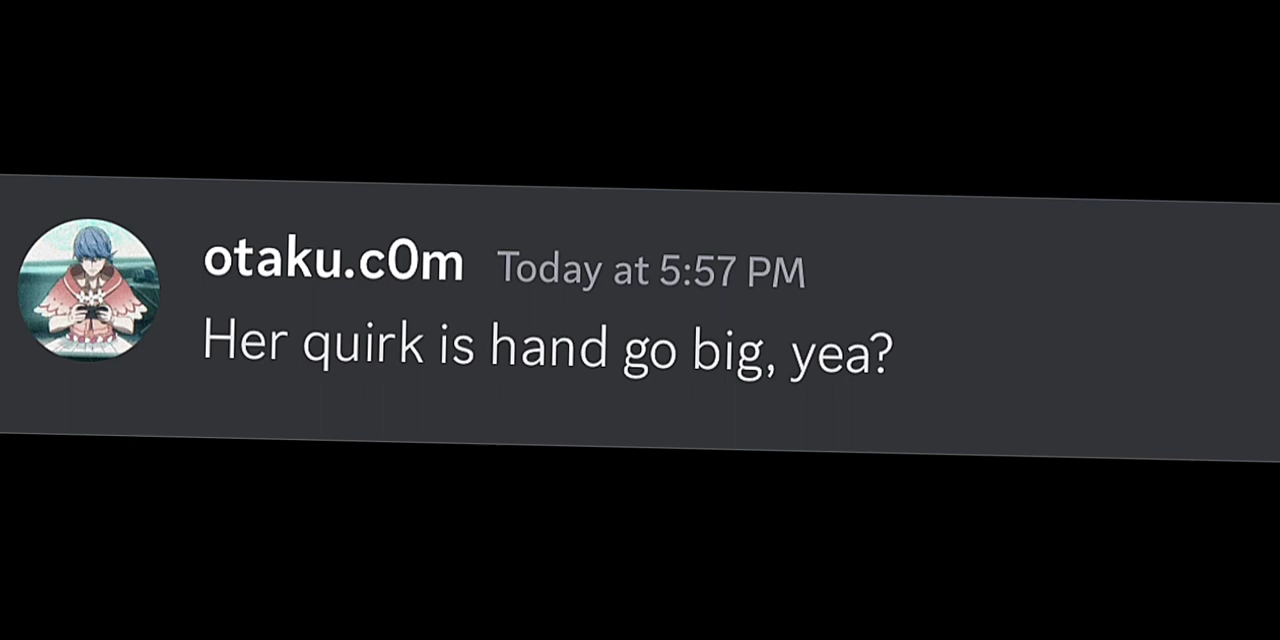 otaku.c0m Today at 5:57 PM
Her quirk is hand go big, yea?